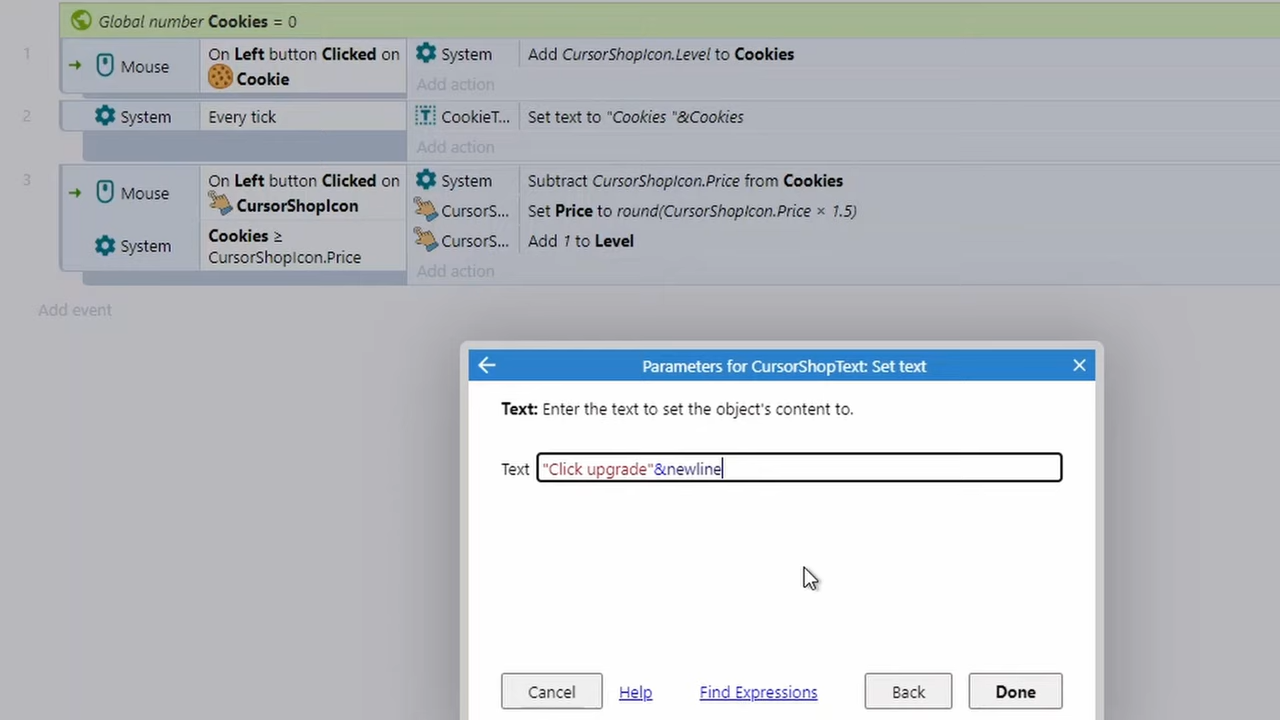 Global number Cookies = 0
1
Mouse
On Left button Clicked on
Cookie
System
Add CursorShopIcon.Level to Cookies
Add action
2
System
Every tick
CookieT...
Set text to "Cookies "&Cookies
Add action
3
Mouse
On Left button Clicked on
CursorShopIcon
System
Cookies ≥
CursorShopIcon.Price
System
Subtract CursorShopIcon.Price from Cookies
CursorS...
Set Price to round(CursorShopIcon.Price × 1.5)
CursorS...
Add 1 to Level
Add action
Add event
Parameters for CursorShopText: Set text
Text: Enter the text to set the object's content to.
Text
"Click upgrade"&newline
Cancel
Help
Find Expressions
Back
Done